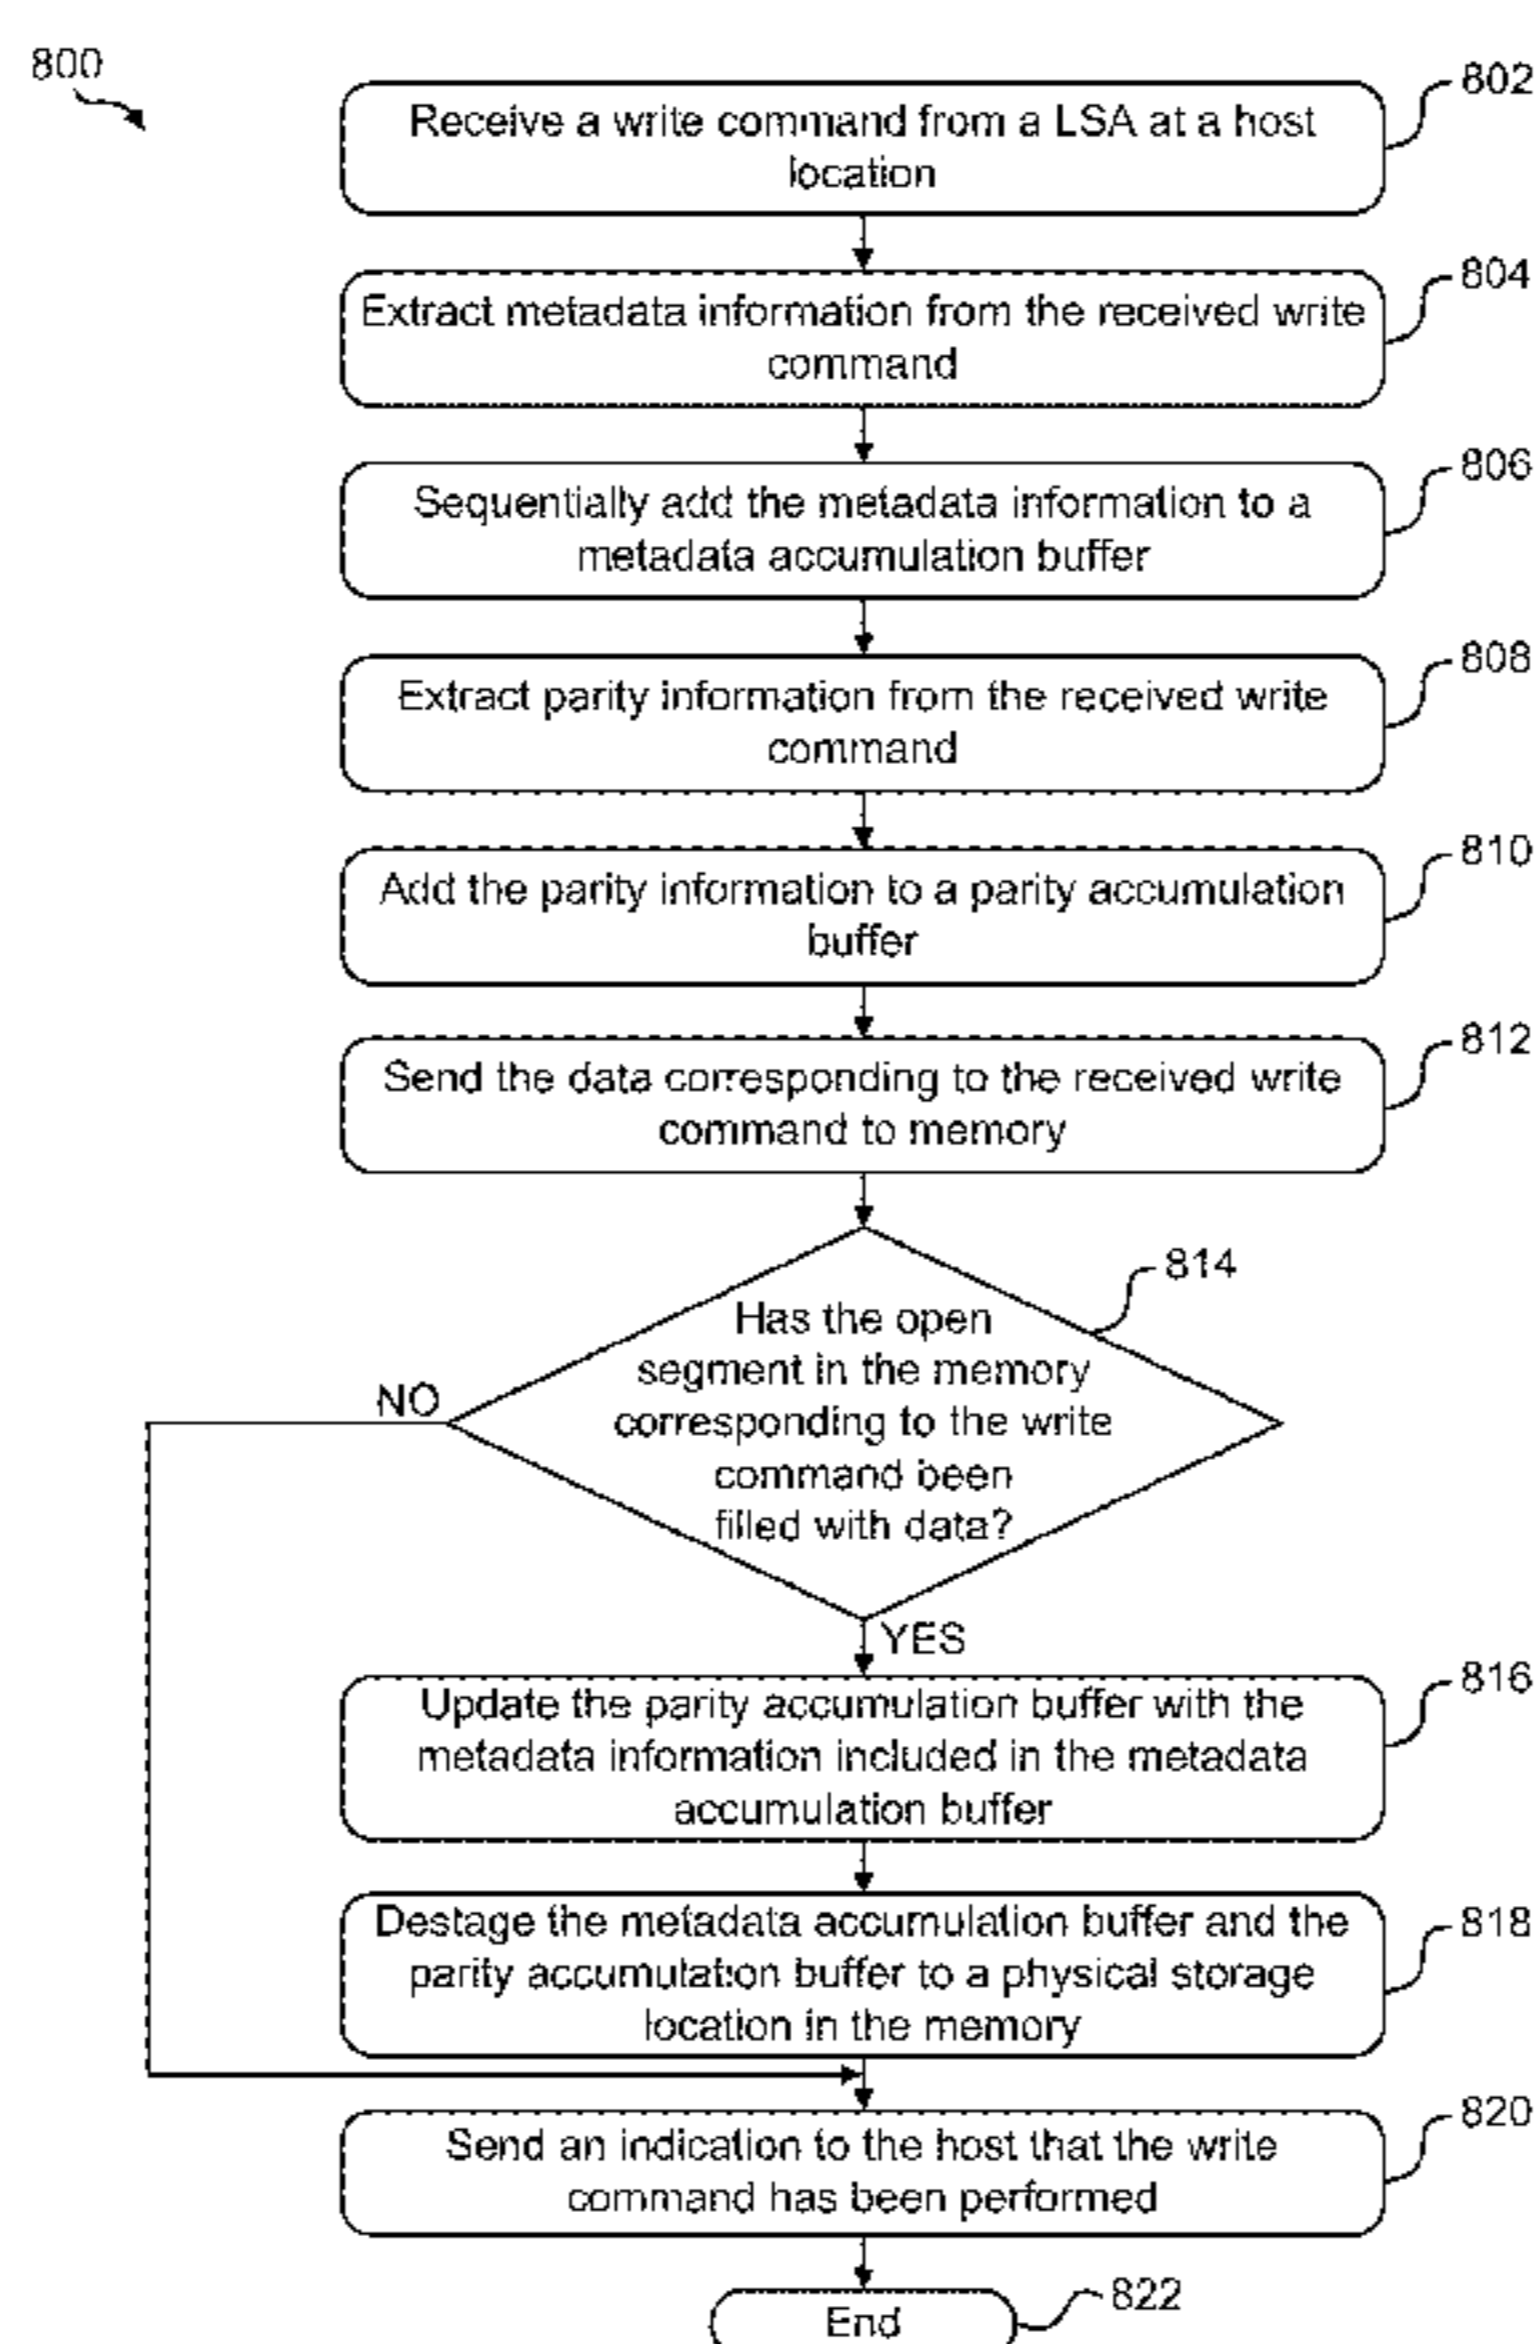 800
802
Receive a write command from a LSA at a host
location
804
Extract metadata information from the received write
command
806
Sequentially add the metadata information to a
metadata accumulation buffer
808
Extract parity information from the received write
command
810
Add the parity information to a parity accumulation
buffer
812
Send the data corresponding to the received write
command to memory
814
Has the open
segment in the memory
corresponding to the write
command been
filled with data?
NO
YES
816
Update the parity accumulation buffer with the
metadata information included in the metadata
accumulation buffer
818
Destage the metadata accumulation buffer and the
parity accumulation buffer to a physical storage
location in the memory
820
Send an indication to the host that the write
command has been performed
822
End